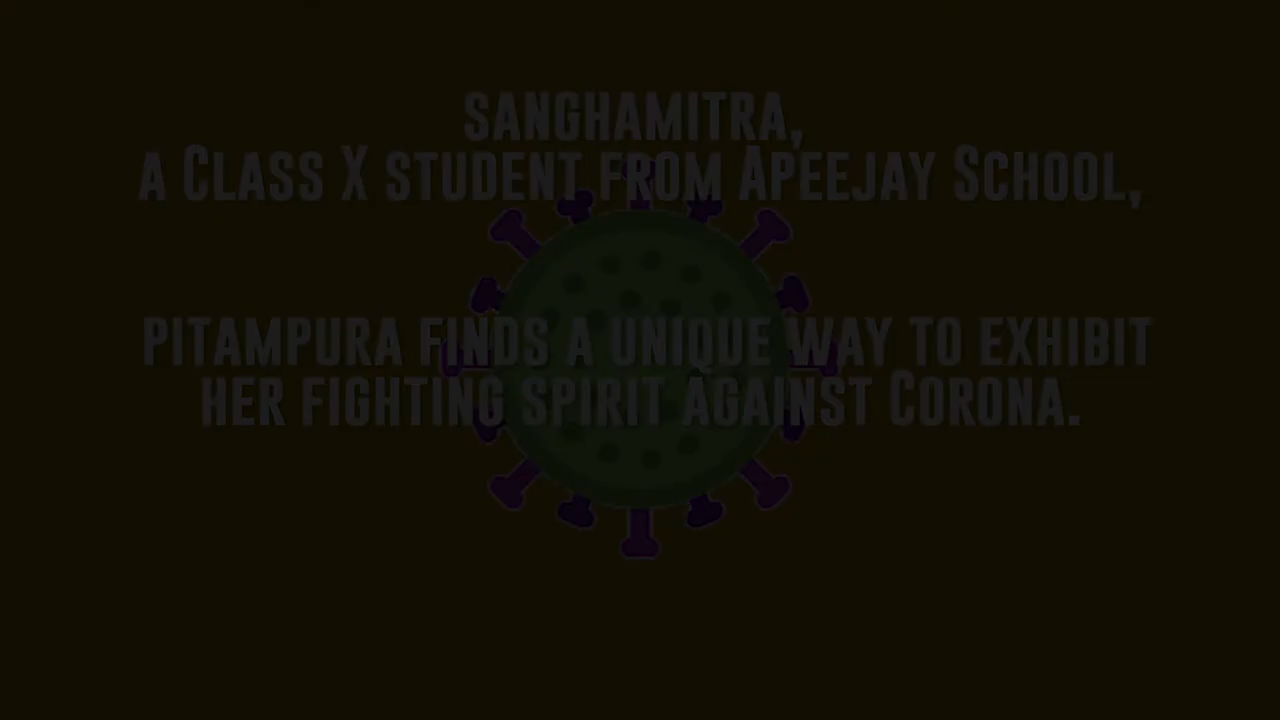 SANGHAMITRA,
A CLASS X STUDENT FROM APEEJAY SCHOOL,
PITAMPURA FINDS A UNIQUE WAY TO EXHIBIT
HER FIGHTING SPIRIT AGAINST CORONA.